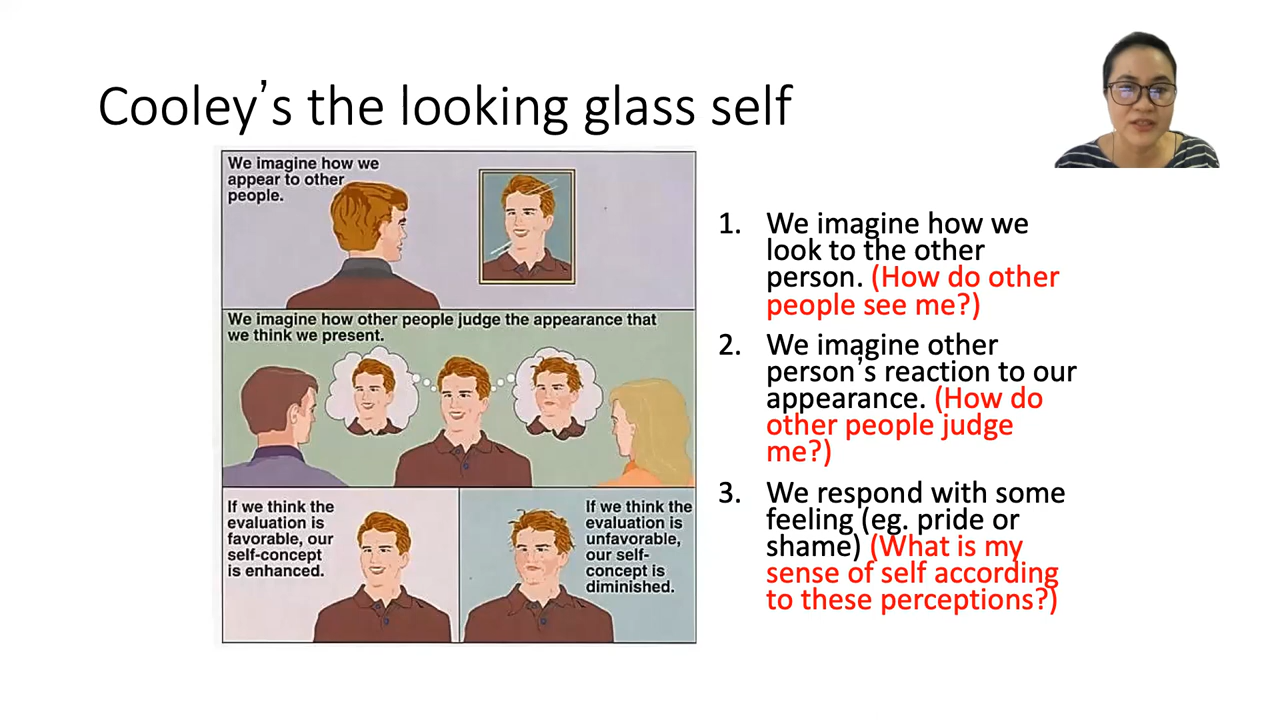 Cooley’s the looking glass self
We imagine how we
appear to other
people.
We imagine how other people judge the appearance that
we think we present.
If we think the
evaluation is
favorable, our
self-concept
is enhanced.
If we think the
evaluation is
unfavorable,
our self-
concept is
diminished.
1. We imagine how we
look to the other
person. (How do other
people see me?)
2. We imagine other
person’s reaction to our
appearance. (How do
other people judge
me?)
3. We respond with some
feeling (eg. pride or
shame) (What is my
sense of self according
to these perceptions?)